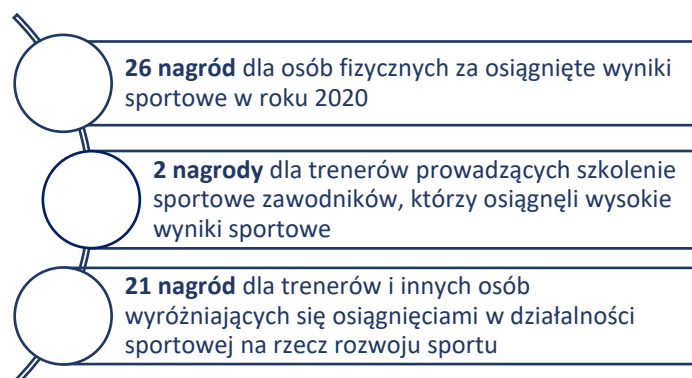 26 nagród dla osób fizycznych za osiągnięte wyniki
sportowe w roku 2020
2 nagrody dla trenerów prowadzących szkolenie
sportowe zawodników, którzy osiągnęli wysokie
wyniki sportowe
21 nagród dla trenerów i innych osób
wyróżniających się osiągnięciami w działalności
sportowej na rzecz rozwoju sportu